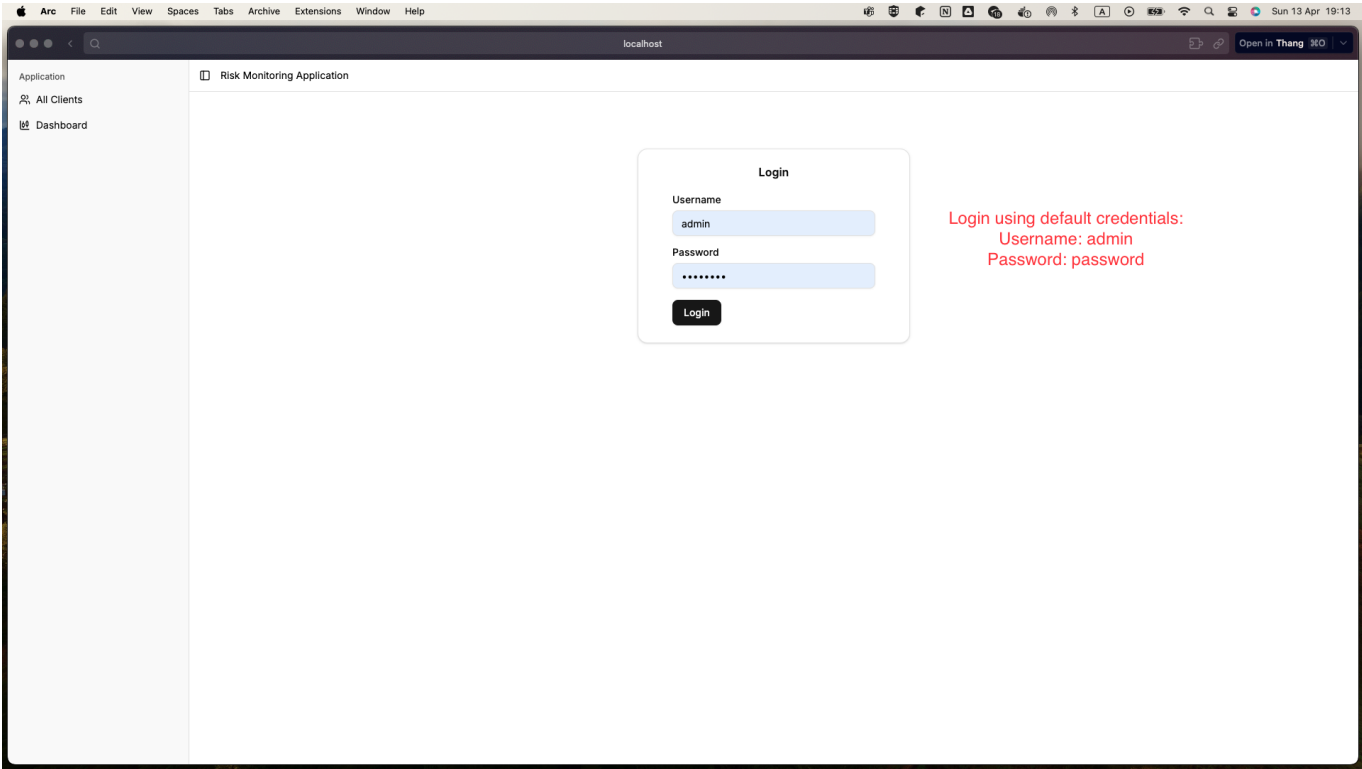 Arc File Edit View Spaces Tabs Archive Extensions Window Help
A
Sun 13 Apr 19:13
localhost
Open in Thang ⌘O
Application
All Clients
Dashboard
Risk Monitoring Application
Login
Username
admin
Password
••••••••
Login
Login using default credentials:
Username: admin
Password: password